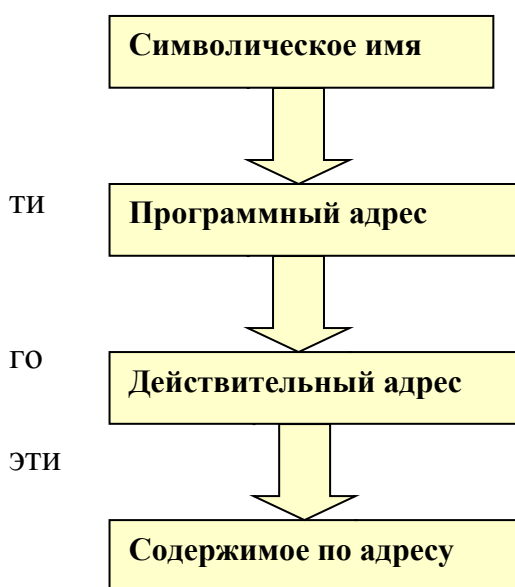 Символическое имя
ти
Программный адрес
го
Действительный адрес
эти
Содержимое по адресу